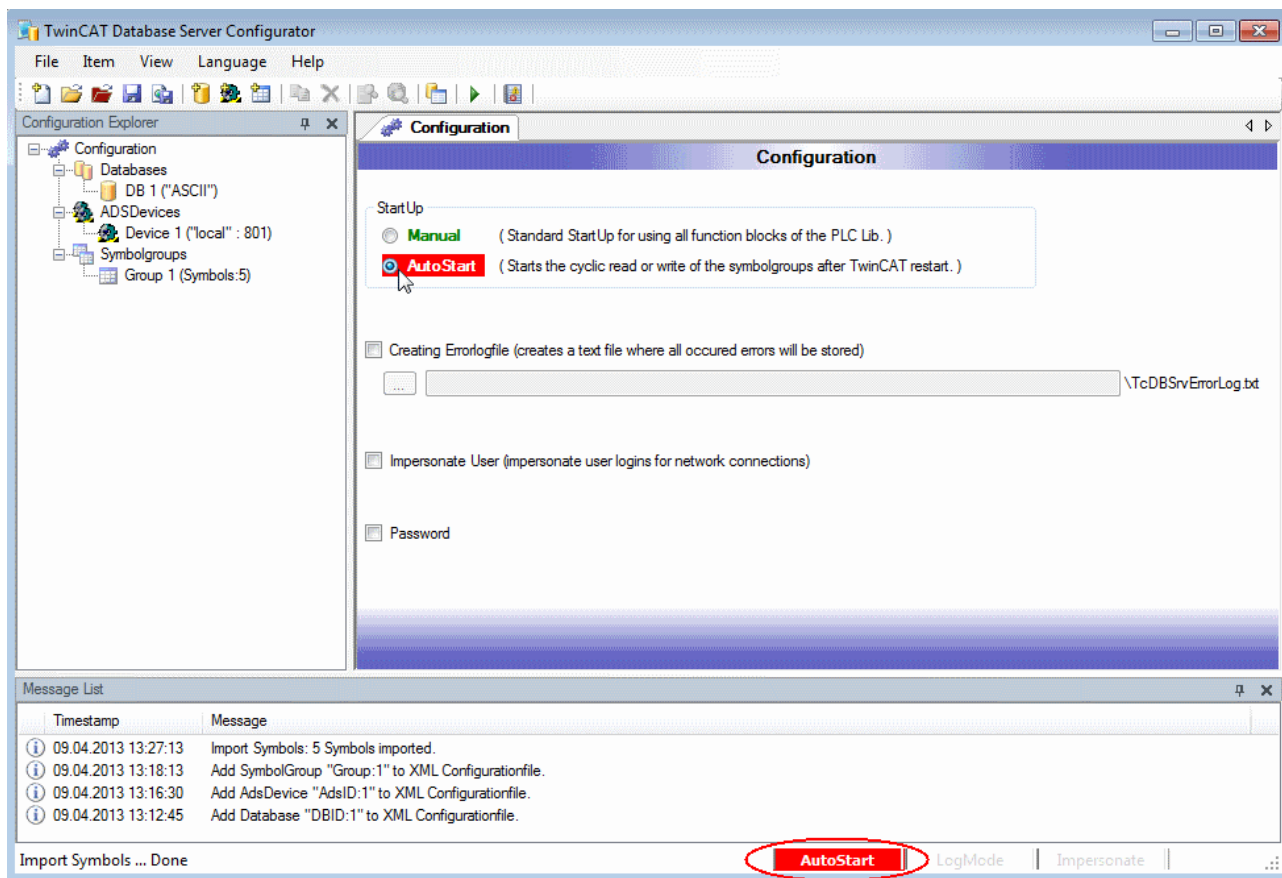 TwinCAT Database Server Configurator
File Item View Language Help
Configuration Explorer
Configuration
Databases
DB 1 ("ASCII")
ADSDevices
Device 1 ("local" : 801)
Symbolgroups
Group 1 (Symbols:5)
Configuration
Configuration
StartUp
Manual ( Standard StartUp for using all function blocks of the PLC Lib. )
AutoStart ( Starts the cyclic read or write of the symbolgroups after TwinCAT restart. )
Creating Errorlogfile (creates a text file where all occured errors will be stored)
... \TcDBSrvErrorLog.txt
Impersonate User (impersonate user logins for network connections)
Password
Message List
Timestamp Message
09.04.2013 13:27:13 Import Symbols: 5 Symbols imported.
09.04.2013 13:18:13 Add SymbolGroup "Group:1" to XML Configurationfile.
09.04.2013 13:16:30 Add AdsDevice "AdsID:1" to XML Configurationfile.
09.04.2013 13:12:45 Add Database "DBID:1" to XML Configurationfile.
Import Symbols ... Done AutoStart LogMode Impersonate